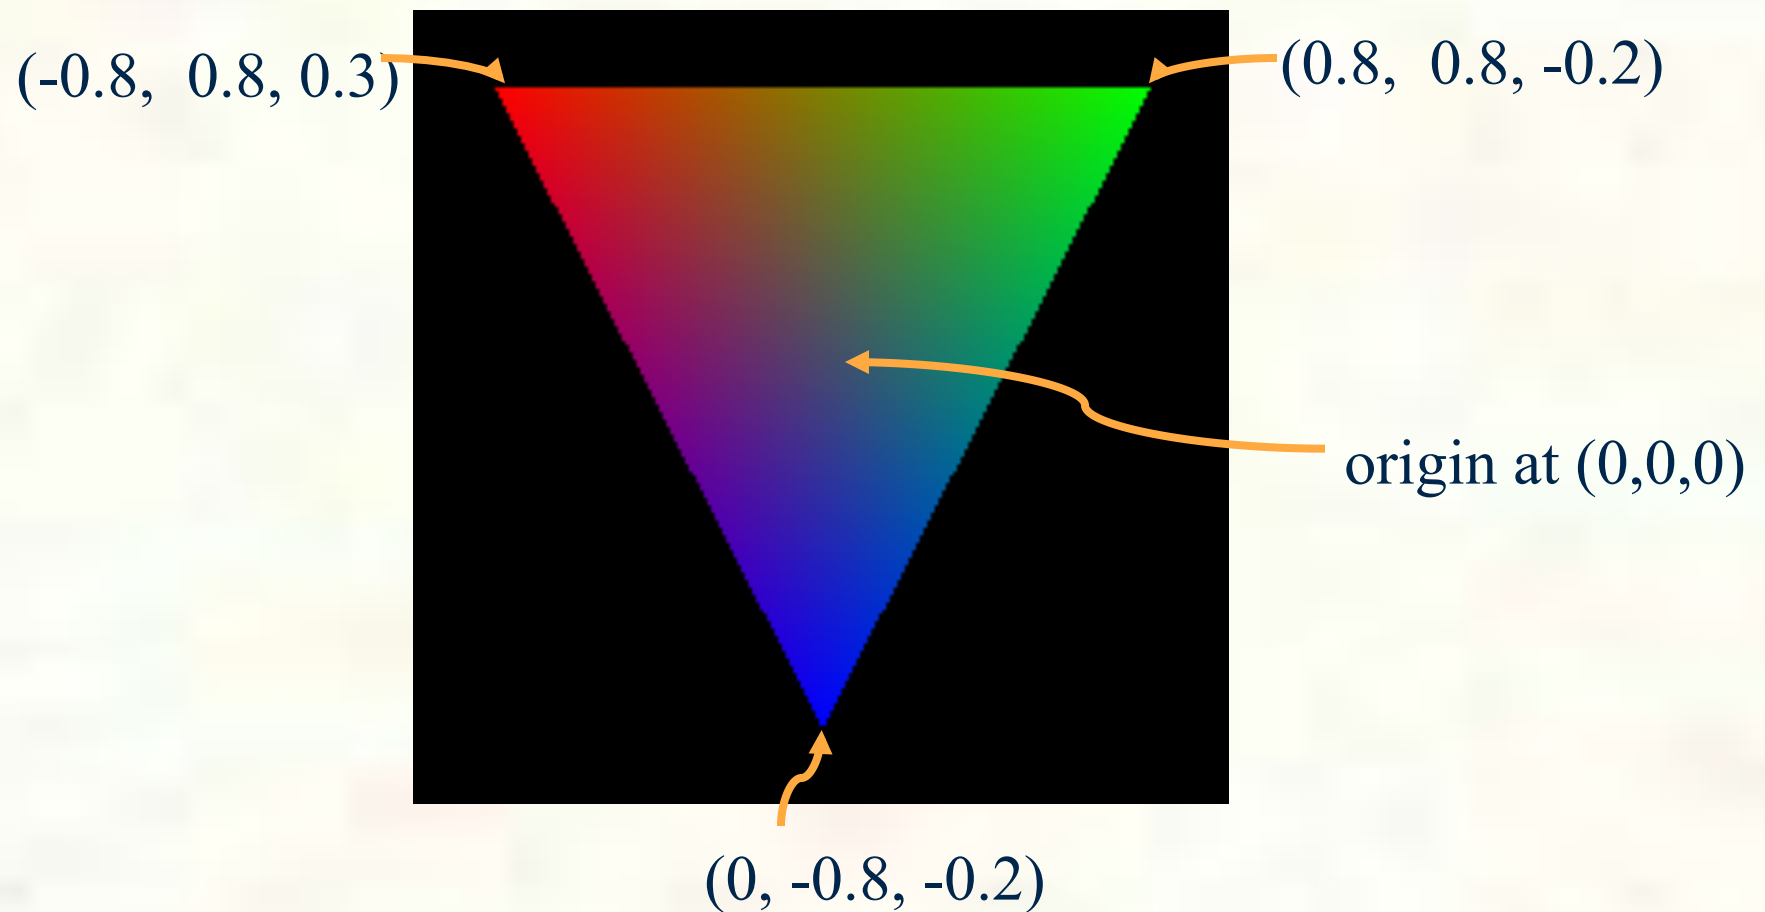 (-0.8, 0.8, 0.3)
(0.8, 0.8, -0.2)
origin at (0,0,0)
(0, -0.8, -0.2)